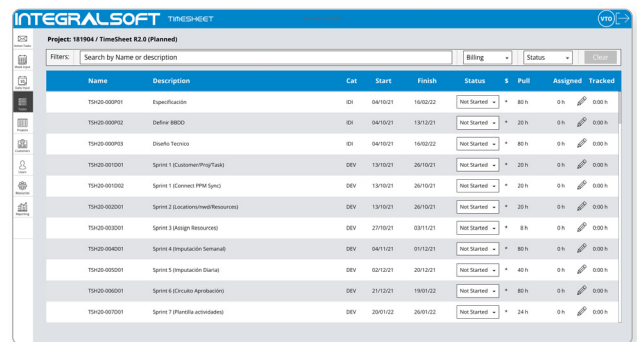 INTEGRALSOFT TIMESHEET VTO
Project: 181904 / TimeSheet R2.0 (Planned)
Filters: Search by Name or description Billing Status Clear
Name Description Cat Start Finish Status $ Pull Assigned Tracked
TSH20-000P01 Especificación IDI 04/10/21 16/02/22 Not Started * 80 h 0 h 0:00 h
TSH20-000P02 Definir BBDD IDI 04/10/21 13/12/21 Not Started * 20 h 0 h 0:00 h
TSH20-000P03 Diseño Tecnico IDI 04/10/21 16/02/22 Not Started * 80 h 0 h 0:00 h
TSH20-001D01 Sprint 1 (Customer/Proj/Task) DEV 13/10/21 26/10/21 Not Started * 20 h 0 h 0:00 h
TSH20-001D02 Sprint 1 (Connect PPM Sync) DEV 13/10/21 26/10/21 Not Started * 20 h 0 h 0:00 h
TSH20-002D01 Sprint 2 (Locations/nwd/Resources) DEV 13/10/21 26/10/21 Not Started * 20 h 0 h 0:00 h
TSH20-003D01 Sprint 3 (Assign Resources) DEV 27/10/21 03/11/21 Not Started * 8 h 0 h 0:00 h
TSH20-004D01 Sprint 4 (Imputación Semanal) DEV 04/11/21 01/12/21 Not Started * 80 h 0 h 0:00 h
TSH20-005D01 Sprint 5 (Imputación Diaria) DEV 02/12/21 20/12/21 Not Started * 40 h 0 h 0:00 h
TSH20-006D01 Sprint 6 (Circuito Aprobación) DEV 21/12/21 19/01/22 Not Started * 80 h 0 h 0:00 h
TSH20-007D01 Sprint 7 (Plantilla actividades) DEV 20/01/22 26/01/22 Not Started * 24 h 0 h 0:00 h
Tasks
Projects
Customers
Users
Resources
Reporting